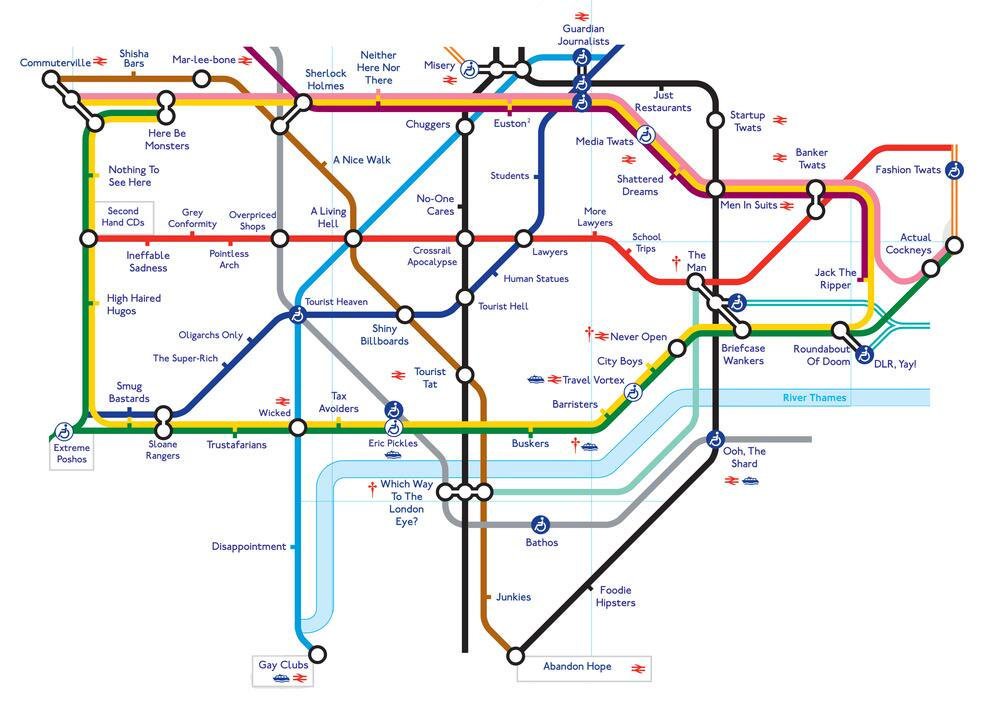 Guardian
Journalists
Commuterville
Shisha
Bars
Mar-lee-bone
Neither
Here Nor
There
Misery
Sherlock
Holmes
Just
Restaurants
Here Be
Monsters
Chuggers
Euston²
Media Twats
Startup
Twats
Banker
Twats
Fashion Twats
Nothing To
See Here
A Nice Walk
Students
Shattered
Dreams
Men In Suits
Second
Hand CDs
Grey
Conformity
Overpriced
Shops
A Living
Hell
No-One
Cares
More
Lawyers
School
Trips
Actual
Cockneys
Ineffable
Sadness
Pointless
Arch
Crossrail
Apocalypse
Lawyers
The
Man
Jack The
Ripper
Human Statues
High Haired
Hugos
Tourist Heaven
Tourist Hell
Oligarchs Only
Shiny
Billboards
Never Open
Briefcase
Wankers
Roundabout
Of Doom
DLR, Yay!
The Super-Rich
City Boys
Tourist
Tat
Travel Vortex
Smug
Bastards
Wicked
Tax
Avoiders
Barristers
River Thames
Extreme
Poshos
Sloane
Rangers
Trustafarians
Eric Pickles
Buskers
Ooh, The
Shard
Which Way
To The
London
Eye?
Disappointment
Bathos
Junkies
Foodie
Hipsters
Gay Clubs
Abandon Hope